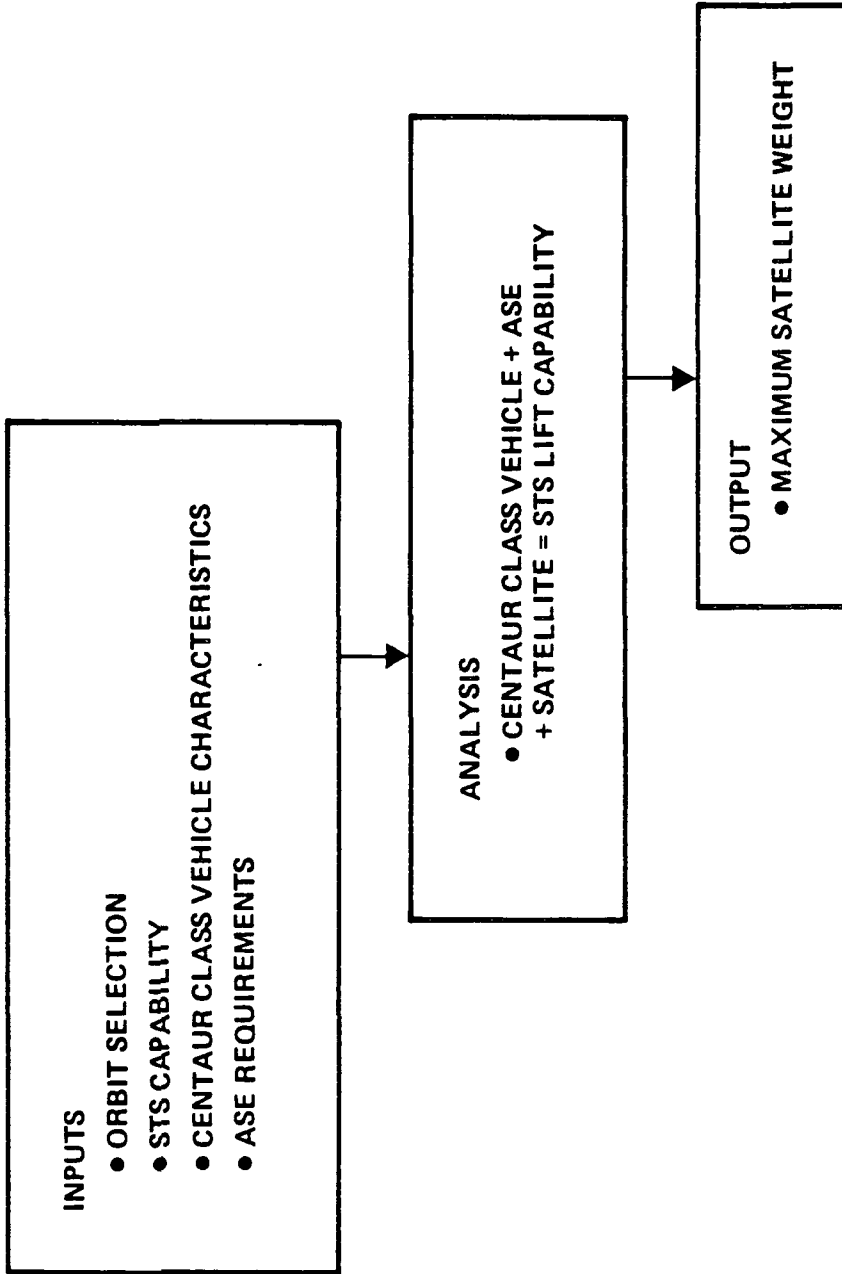 INPUTS
● ORBIT SELECTION
● STS CAPABILITY
● CENTAUR CLASS VEHICLE CHARACTERISTICS
● ASE REQUIREMENTS
ANALYSIS
● CENTAUR CLASS VEHICLE + ASE
+ SATELLITE = STS LIFT CAPABILITY
OUTPUT
● MAXIMUM SATELLITE WEIGHT